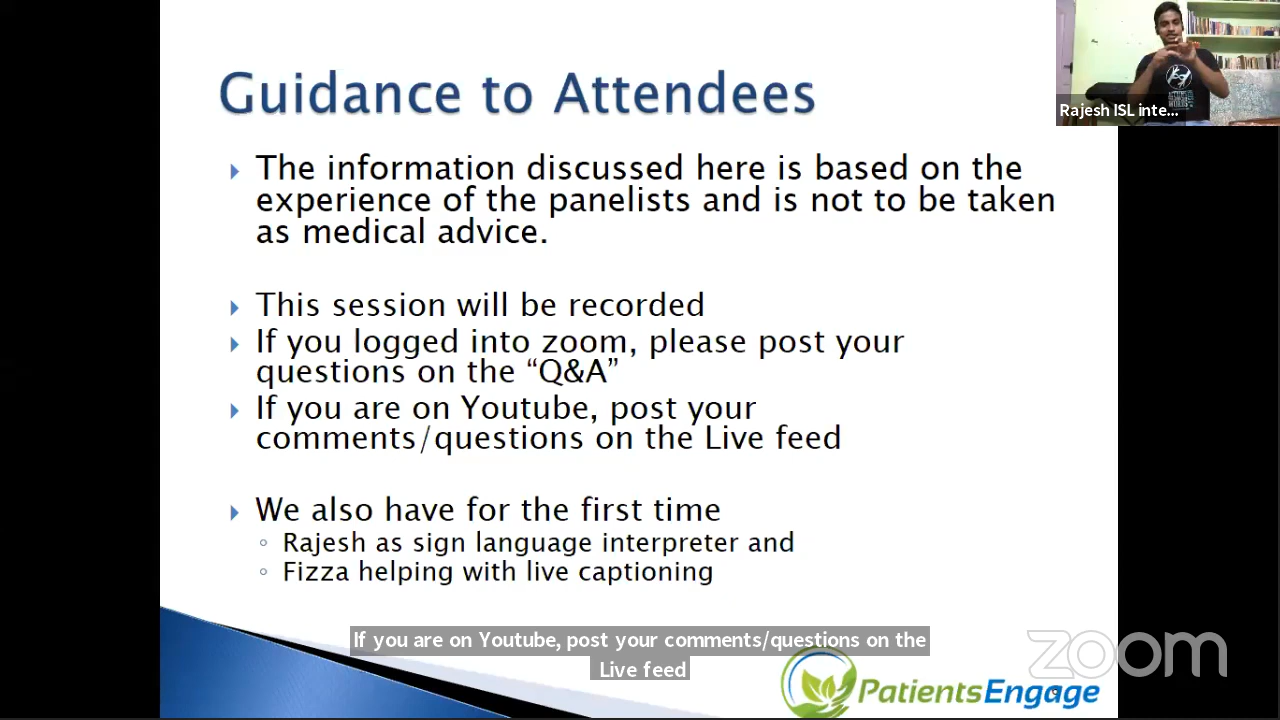 Guidance to Attendees
The information discussed here is based on the
experience of the panelists and is not to be taken
as medical advice.
This session will be recorded
If you logged into zoom, please post your
questions on the “Q&A”
If you are on Youtube, post your
comments/questions on the Live feed
We also have for the first time
Rajesh as sign language interpreter and
Fizza helping with live captioning
If you are on Youtube, post your comments/questions on the
Live feed
PatientsEngage
zoom
Rajesh ISL inte...